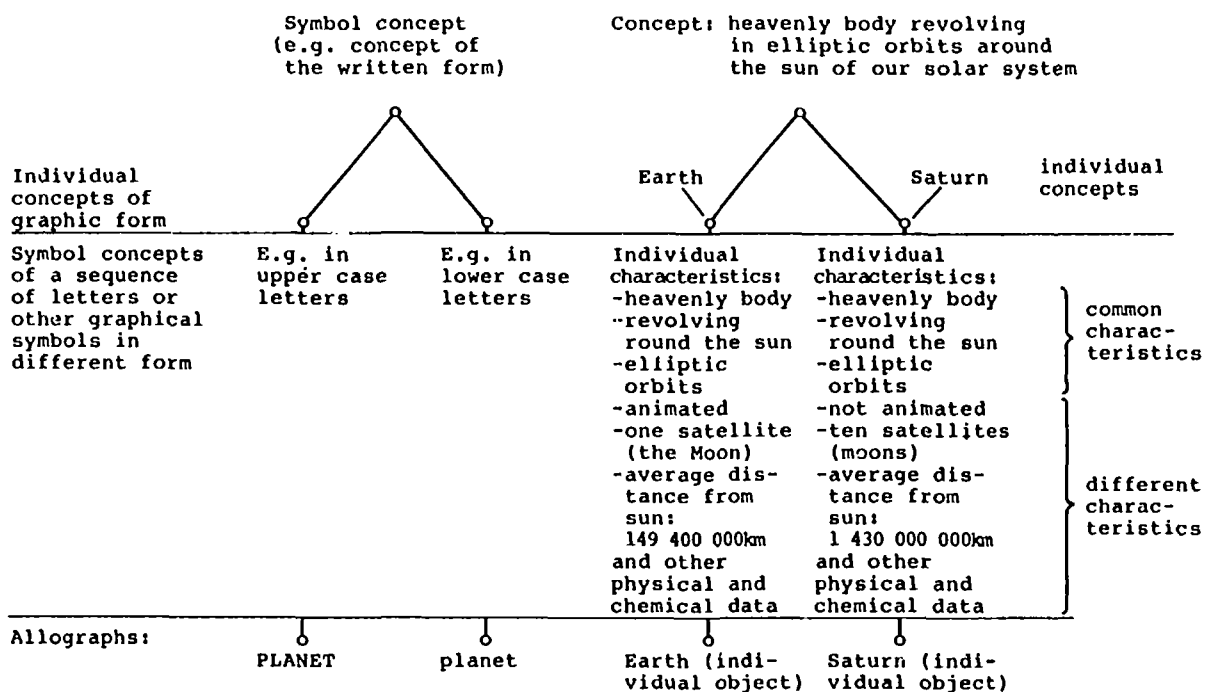 Symbol concept
(e.g. concept of
the written form)
Concept: heavenly body revolving
in elliptic orbits around
the sun of our solar system
Individual
concepts of
graphic form
Earth
Saturn
individual
concepts
Symbol concepts
of a sequence
of letters or
other graphical
symbols in
different form
E.g. in
upper case
letters
E.g. in
lower case
letters
Individual
characteristics:
-heavenly body
-revolving
round the sun
-elliptic
orbits
-animated
-one satellite
(the Moon)
-average dis-
tance from
sun:
149 400 000km
and other
physical and
chemical data
Individual
characteristics:
-heavenly body
-revolving
round the sun
-elliptic
orbits
-not animated
-ten satellites
(moons)
-average dis-
tance from
sun:
1 430 000 000km
and other
physical and
chemical data
common
charac-
teristics
different
charac-
teristics
Allographs:
PLANET
planet
Earth (indi-
vidual object)
Saturn (indi-
vidual object)